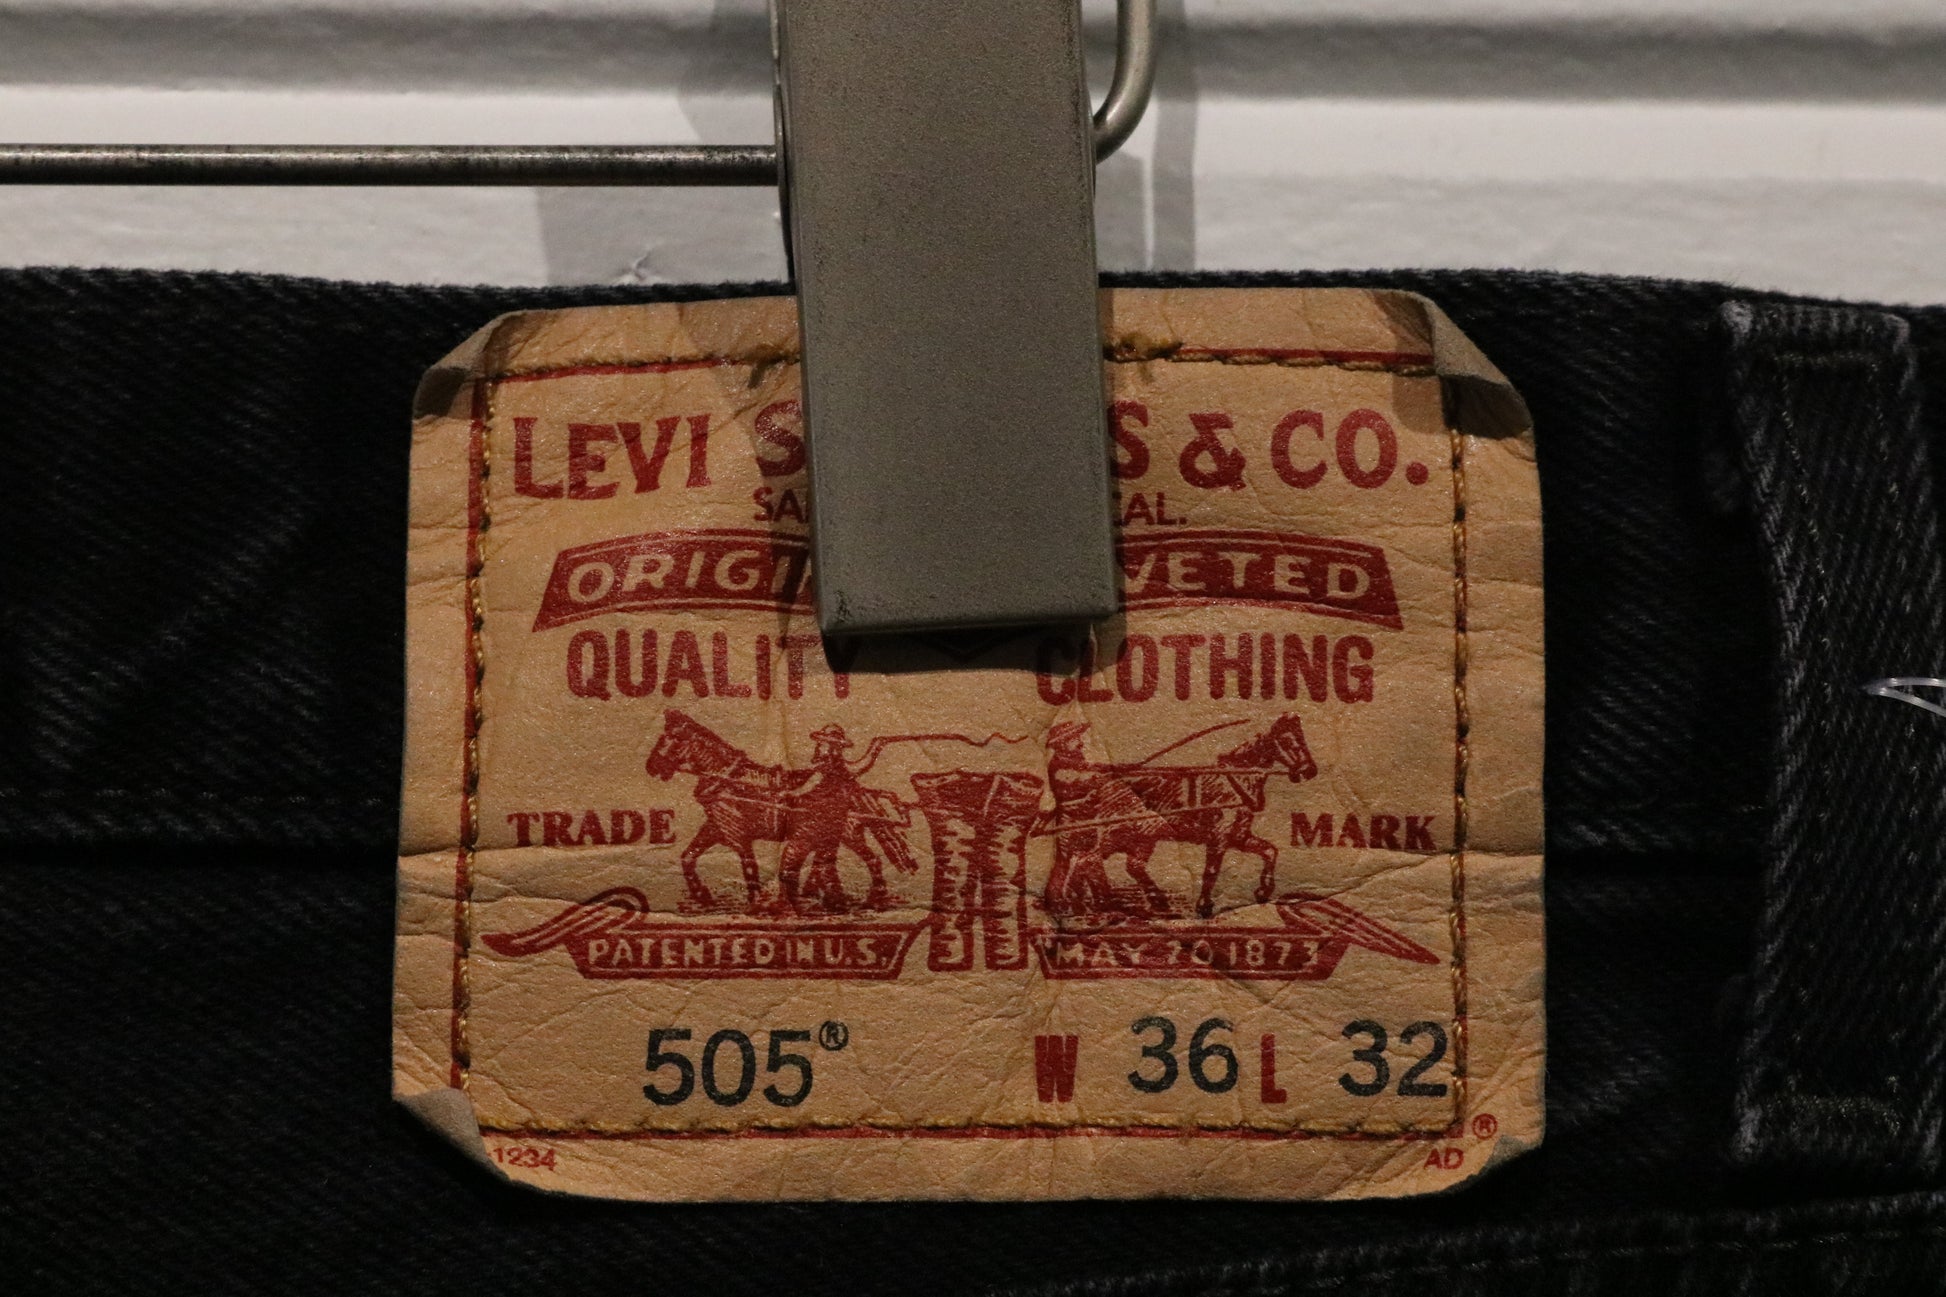 LEVI S S & CO.
SA AL.
ORIGI VETED
QUALITY CLOTHING
TRADE MARK
PATENTED IN U.S. MAY 20 1873
505® W 36 L 32
®
1234 AD